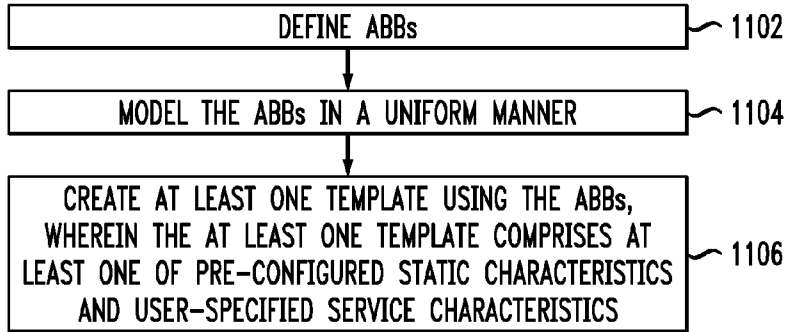 DEFINE ABBs
1102
MODEL THE ABBs IN A UNIFORM MANNER
1104
CREATE AT LEAST ONE TEMPLATE USING THE ABBs,
WHEREIN THE AT LEAST ONE TEMPLATE COMPRISES AT
LEAST ONE OF PRE-CONFIGURED STATIC CHARACTERISTICS
AND USER-SPECIFIED SERVICE CHARACTERISTICS
1106